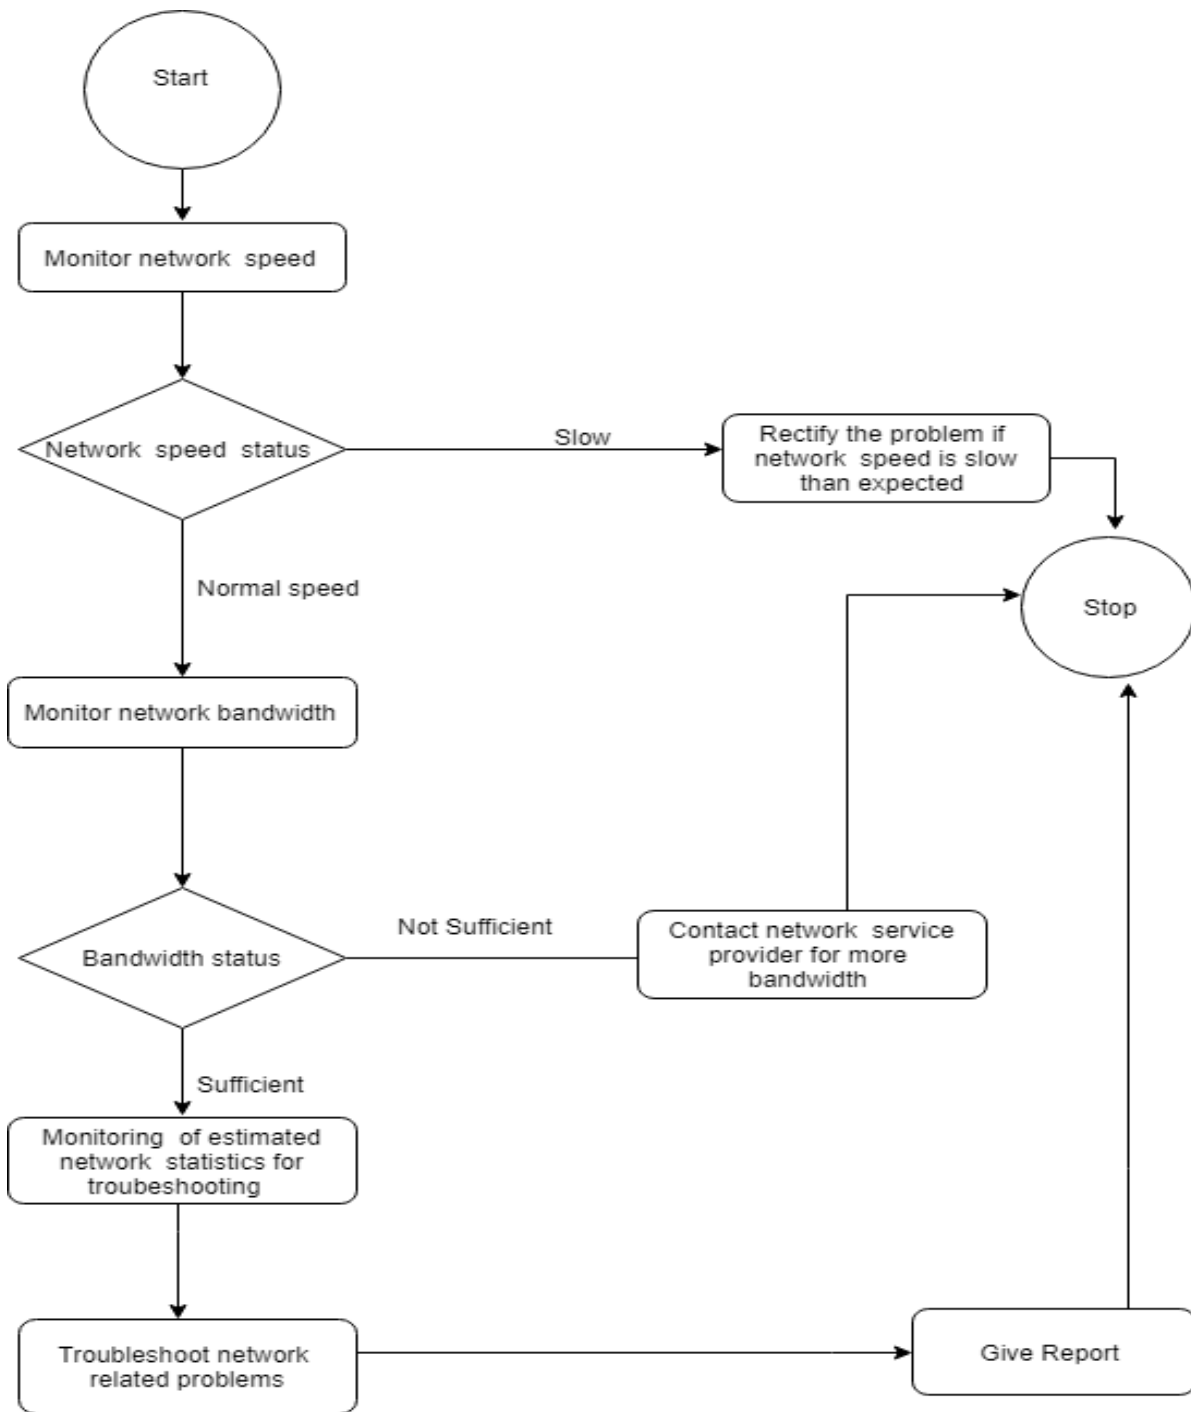 Start
Monitor network speed
Network speed status
Slow
Rectify the problem if
network speed is slow
than expected
Normal speed
Stop
Monitor network bandwidth
Bandwidth status
Not Sufficient
Contact network service
provider for more
bandwidth
Sufficient
Monitoring of estimated
network statistics for
troubeshooting
Troubleshoot network
related problems
Give Report